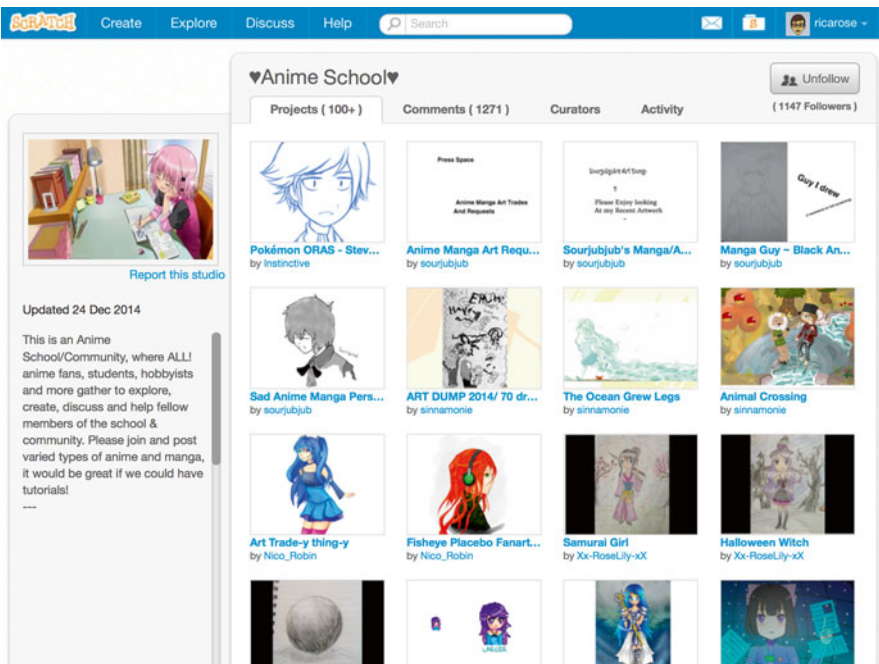 SCRATCH Create Explore Discuss Help Search ricarose
♥Anime School♥
Unfollow
Projects ( 100+ ) Comments ( 1271 ) Curators Activity ( 1147 Followers )
Report this studio
Updated 24 Dec 2014
This is an Anime
School/Community, where ALL!
anime fans, students, hobbyists
and more gather to explore,
create, discuss and help fellow
members of the school &
community. Please join and post
varied types of anime and manga,
it would be great if we could have
tutorials!
---
Press Space
Anime Manga Art Trades
And Requests
Sourjubjub's Art Dump
Please Enjoy looking
At my Recent Artwork
Guy I drew
Pokémon ORAS - Stev... Anime Manga Art Requ... Sourjubjub's Manga/A... Manga Guy ~ Black An...
by Instinctive by sourjubjub by sourjubjub by sourjubjub
Sad Anime Manga Pers... ART DUMP 2014/ 70 dr... The Ocean Grew Legs Animal Crossing
by sourjubjub by sinnamonie by sinnamonie by sinnamonie
Art Trade-y thing-y Fisheye Placebo Fanart... Samurai Girl Halloween Witch
by Nico_Robin by Nico_Robin by Xx-RoseLily-xX by Xx-RoseLily-xX